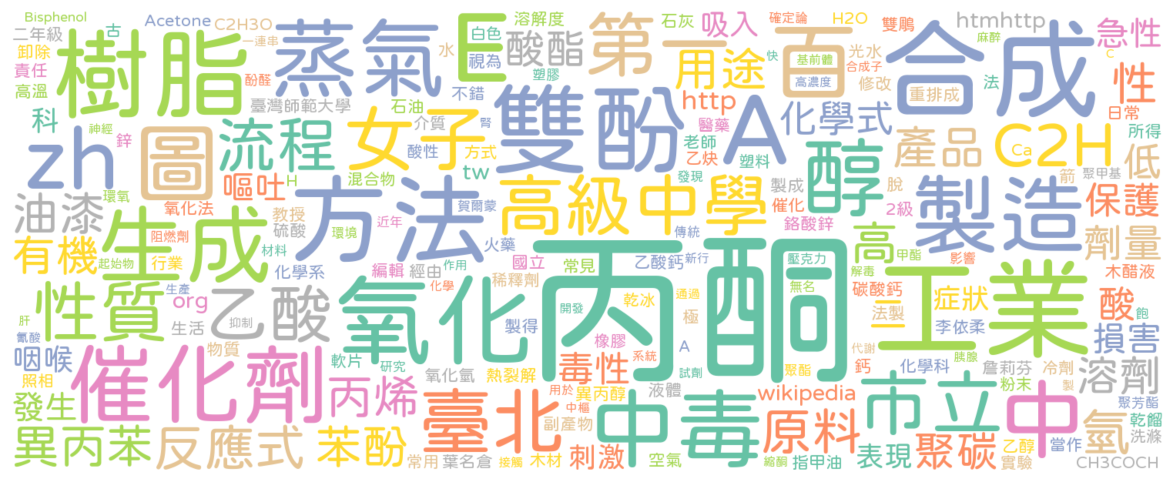 Bisphenol 古 Acetone C2H3O 一連串 溶解度 石灰 吸入 確定論 雙鵰 H2O htmhttp 急性
二年級 樹脂 蒸氣 E 白色 酸酯 第一 百 麻醉 光水 合成 C
卸除 水 視為 用途 快 基前體 合成子 法 性
責任 酚醛 塑膠 高濃度 修改 重排成
高溫 臺灣師範大學 石油 不錯 http 日常
科 神經 鋅 流程 女子 介質 腎 雙酚A 醫藥 老師 化學式 醇 產品 C2H Ca 所得 低
zh 圖 嘔吐 H 混合物 酸性 方式 tw 乙炔 塑料 箭 聚甲基
環氧 氧化法 近年 賀爾蒙 高級中學 發現 製成 催化 脫 2級 製造 保護
油漆 教授 硫酸 方法 火藥 鉻酸鋅 劑量
有機 阻燃劑 生成 材料 環境 傳統 壓克力 高 甲酯 影響
起始物 行業 化學系 編輯 經由 作用 國立 常見 乙酸鈣 新行 解毒 木醋液
生產 化學 稀釋劑 丙酮 無名 碳酸鈣 工業 症狀 酸
性質 org 乙酸 氧化 開發 乾冰 通過 二 法製 飽
肝 氰酸 生活 抑制 製得 橡膠 極 李依柔 損害
咽喉 物質 軟片 研究 系統 A 代謝 鈣 化學科 胰腺 詹莉芬 冷劑 溶劑
照相 催化劑 丙烯 氧化氫 熱裂解 毒性 試劑 聚酯 粉末 製
發生 用於 異丙醇 液體 wikipedia 市立 中 聚芳酯
臺北 中樞 副產物 中毒 原料 氫 乾餾
異丙苯 反應式 苯酚 洗滌
常用 葉名倉 接觸 木材 刺激 空氣 縮酮 指甲油 表現 聚碳 乙醇 實驗 當作 CH3COCH